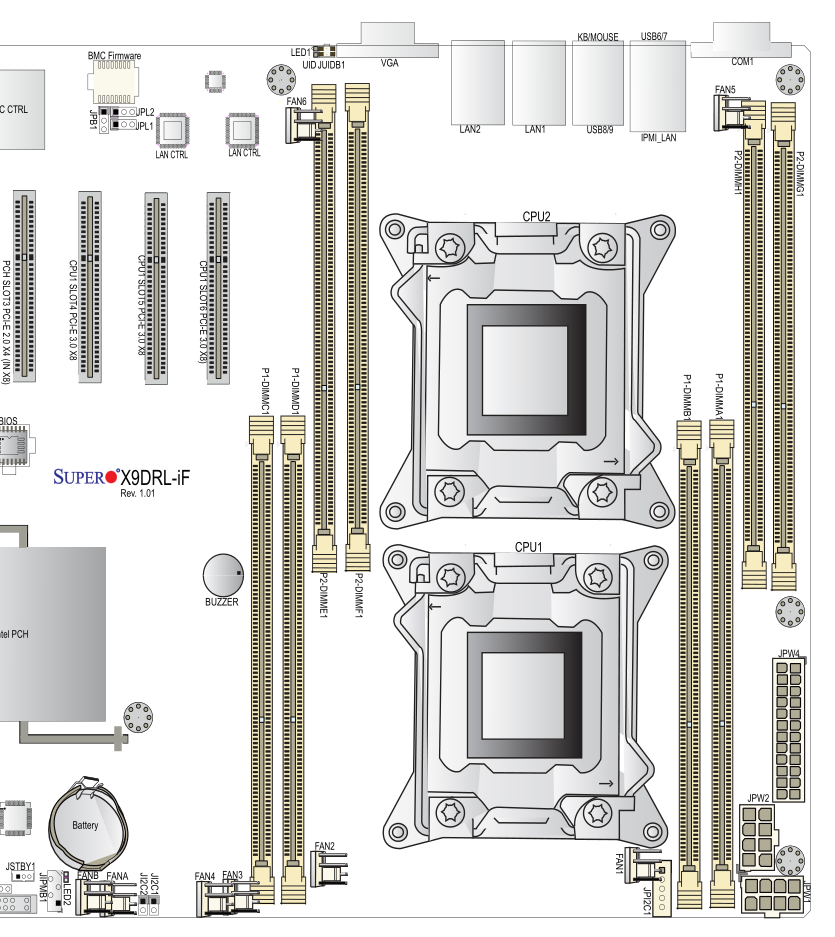 LED1
UID JUIDB1
VGA
KB/MOUSE
USB6/7
COM1
LAN2
LAN1
USB8/9
IPMI_LAN
BMC Firmware
C CTRL
JPB1
JPL2
JPL1
LAN CTRL
LAN CTRL
FAN6
FAN5
P2-DIMMH1
P2-DIMMG1
CPU2
PCH SLOT3 PCI-E 2.0 X4 (IN X8)
CPU1 SLOT4 PCI-E 3.0 X8
CPU1 SLOT5 PCI-E 3.0 X8
CPU1 SLOT6 PCI-E 3.0 X8)
P1-DIMMC1
P1-DIMMD1
P1-DIMMB1
P1-DIMMA1
BIOS
SUPER X9DRL-iF
Rev. 1.01
CPU1
BUZZER
P2-DIMME1
P2-DIMMF1
ntel PCH
JPW4
Battery
JPW2
JSTBY1
JIPMB1
LED2
FANB
FANA
JI2C2
JI2C1
FAN4
FAN3
FAN2
FAN1
JPI2C1
JPW1